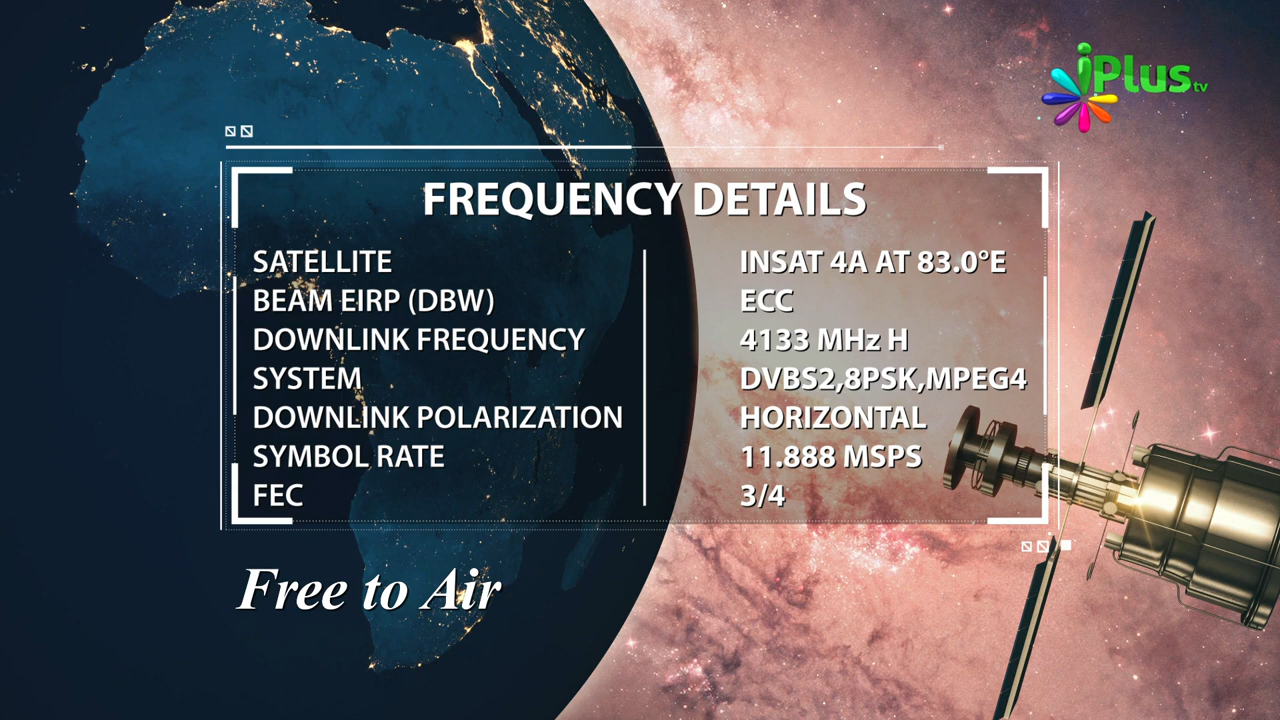 iPlus tv
FREQUENCY DETAILS
SATELLITE INSAT 4A AT 83.0°E
BEAM EIRP (DBW) ECC
DOWNLINK FREQUENCY 4133 MHz H
SYSTEM DVBS2,8PSK,MPEG4
DOWNLINK POLARIZATION HORIZONTAL
SYMBOL RATE 11.888 MSPS
FEC 3/4
Free to Air